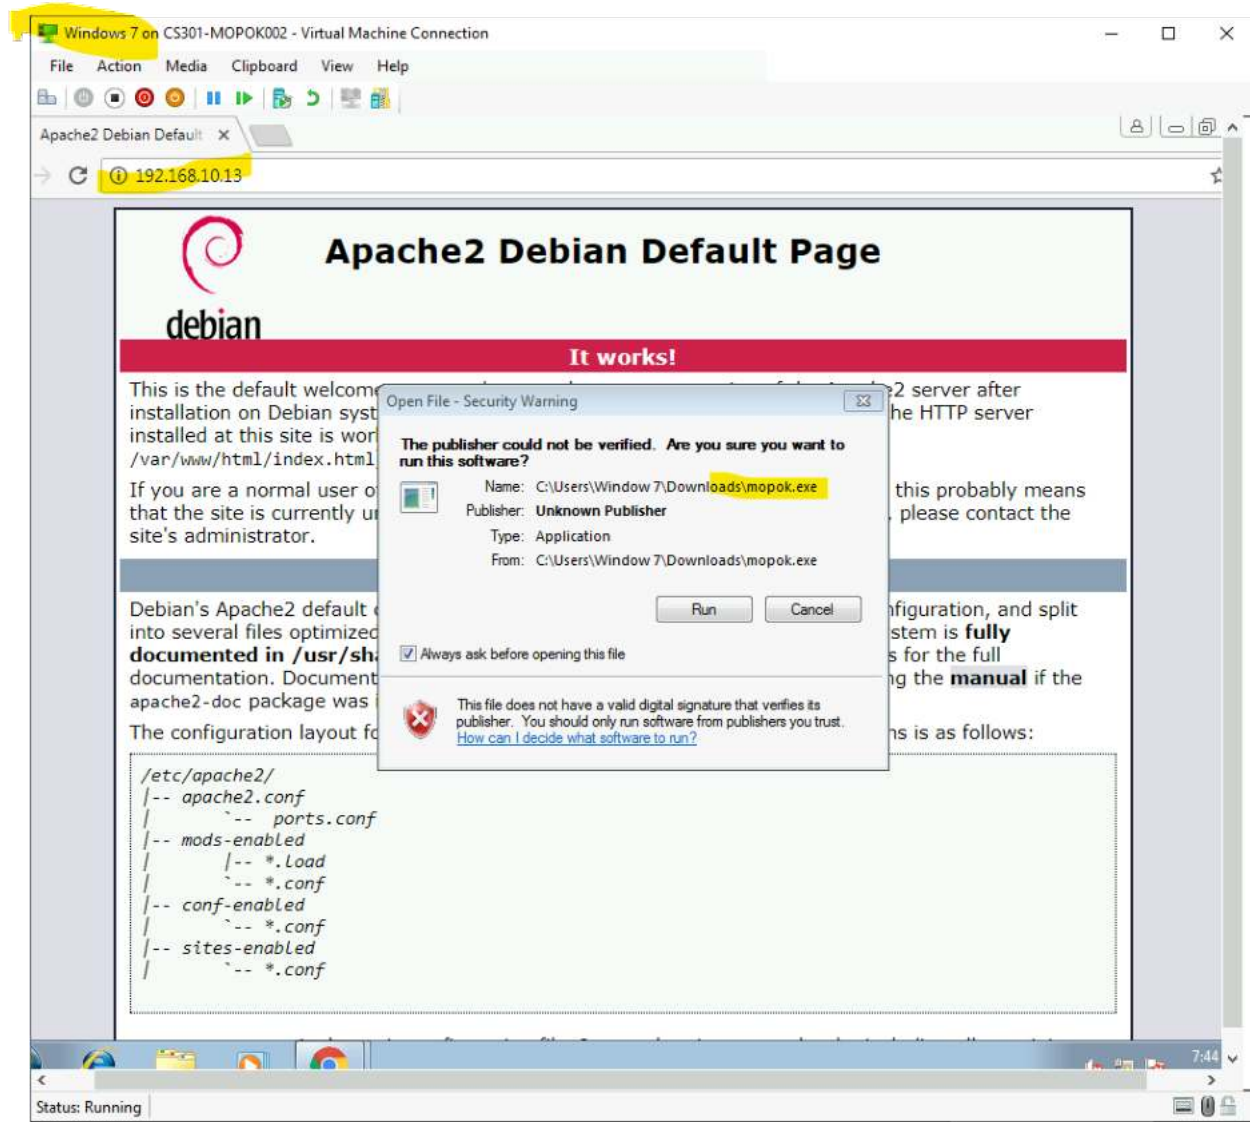 Windows 7 on CS301-MOPOK002 - Virtual Machine Connection
File Action Media Clipboard View Help
Apache2 Debian Default
192.168.10.13
Apache2 Debian Default Page
debian
It works!
This is the default welcome
e2 server after
installation on Debian syst
he HTTP server
installed at this site is wor
/var/www/html/index.html
If you are a normal user o
this probably means
that the site is currently u
, please contact the
site's administrator.
Open File - Security Warning
The publisher could not be verified. Are you sure you want to
run this software?
Name: C:\Users\Window 7\Downloads\mopok.exe
Publisher: Unknown Publisher
Type: Application
From: C:\Users\Window 7\Downloads\mopok.exe
Run Cancel
Always ask before opening this file
This file does not have a valid digital signature that verifies its
publisher. You should only run software from publishers you trust.
How can I decide what software to run?
Debian's Apache2 default
nfiguration, and split
into several files optimized
stem is fully
documented in /usr/sh
s for the full
documentation. Document
ng the manual if the
apache2-doc package was
The configuration layout fo
ns is as follows:
/etc/apache2/
|-- apache2.conf
| `-- ports.conf
|-- mods-enabled
| |-- *.load
| `-- *.conf
|-- conf-enabled
| `-- *.conf
|-- sites-enabled
| `-- *.conf
7:44
Status: Running